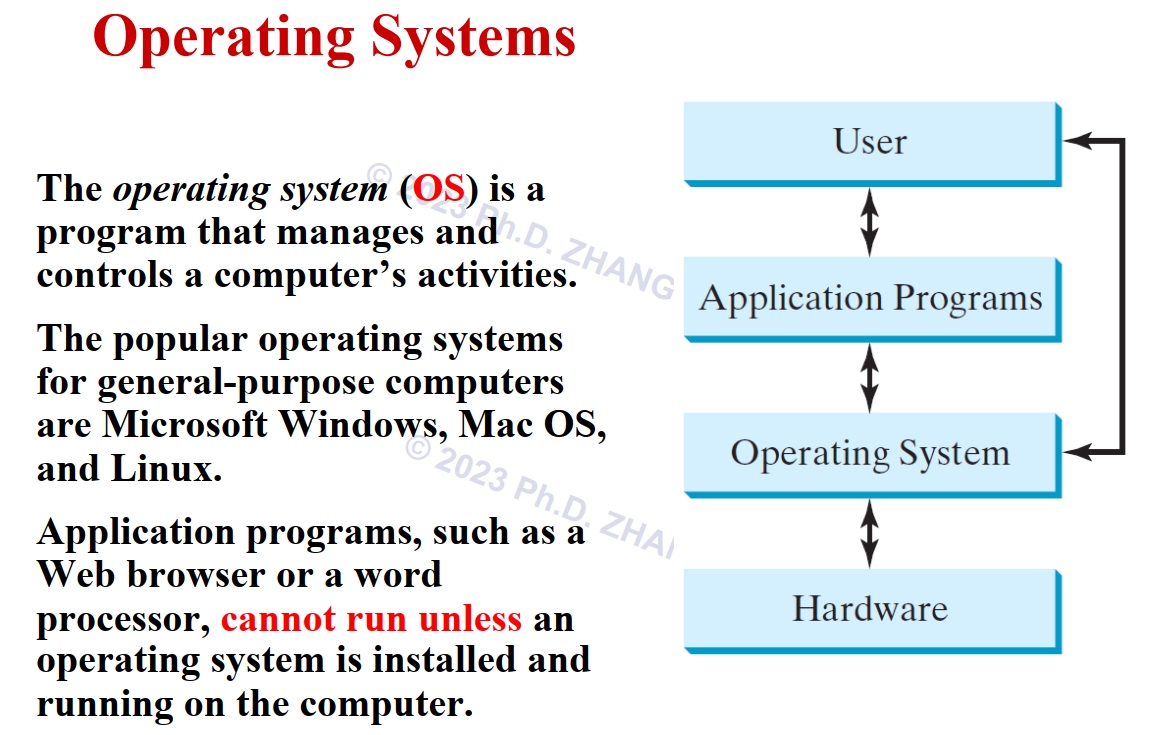 Operating Systems
The operating system (OS) is a
program that manages and
controls a computer’s activities.
The popular operating systems
for general-purpose computers
are Microsoft Windows, Mac OS,
and Linux.
Application programs, such as a
Web browser or a word
processor, cannot run unless an
operating system is installed and
running on the computer.
User
Application Programs
Operating System
Hardware
© 2023 Ph.D. ZHANG
© 2023 Ph.D.